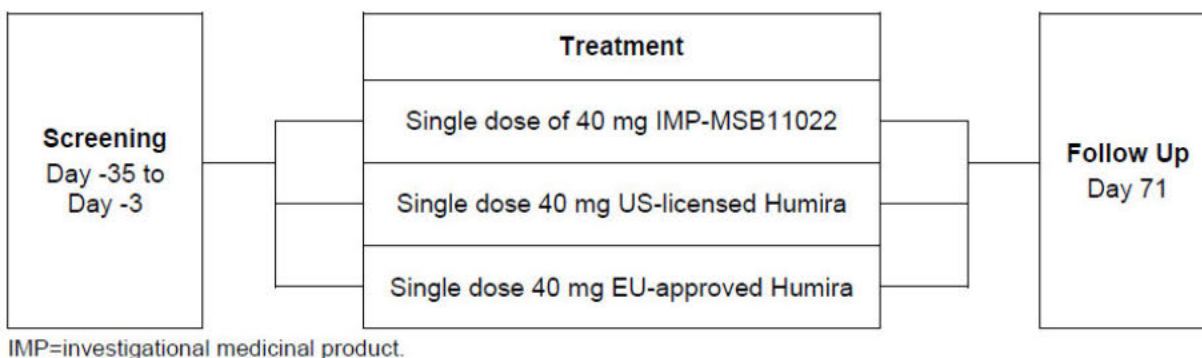 Screening
Day -35 to
Day -3
Treatment
Single dose of 40 mg IMP-MSB11022
Single dose 40 mg US-licensed Humira
Single dose 40 mg EU-approved Humira
Follow Up
Day 71
IMP=investigational medicinal product.